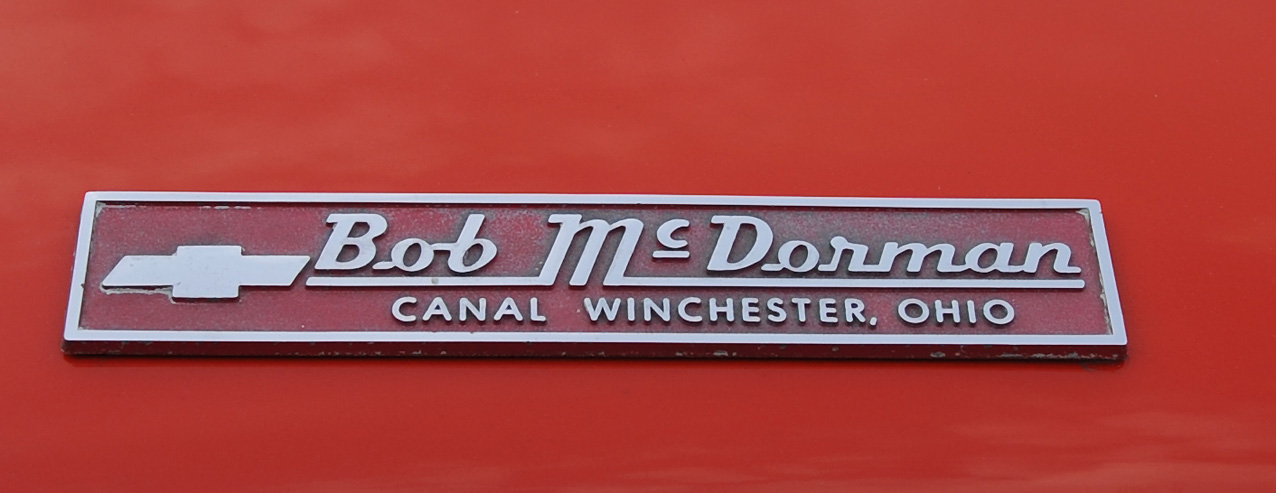 Bob McDorman
CANAL WINCHESTER, OHIO